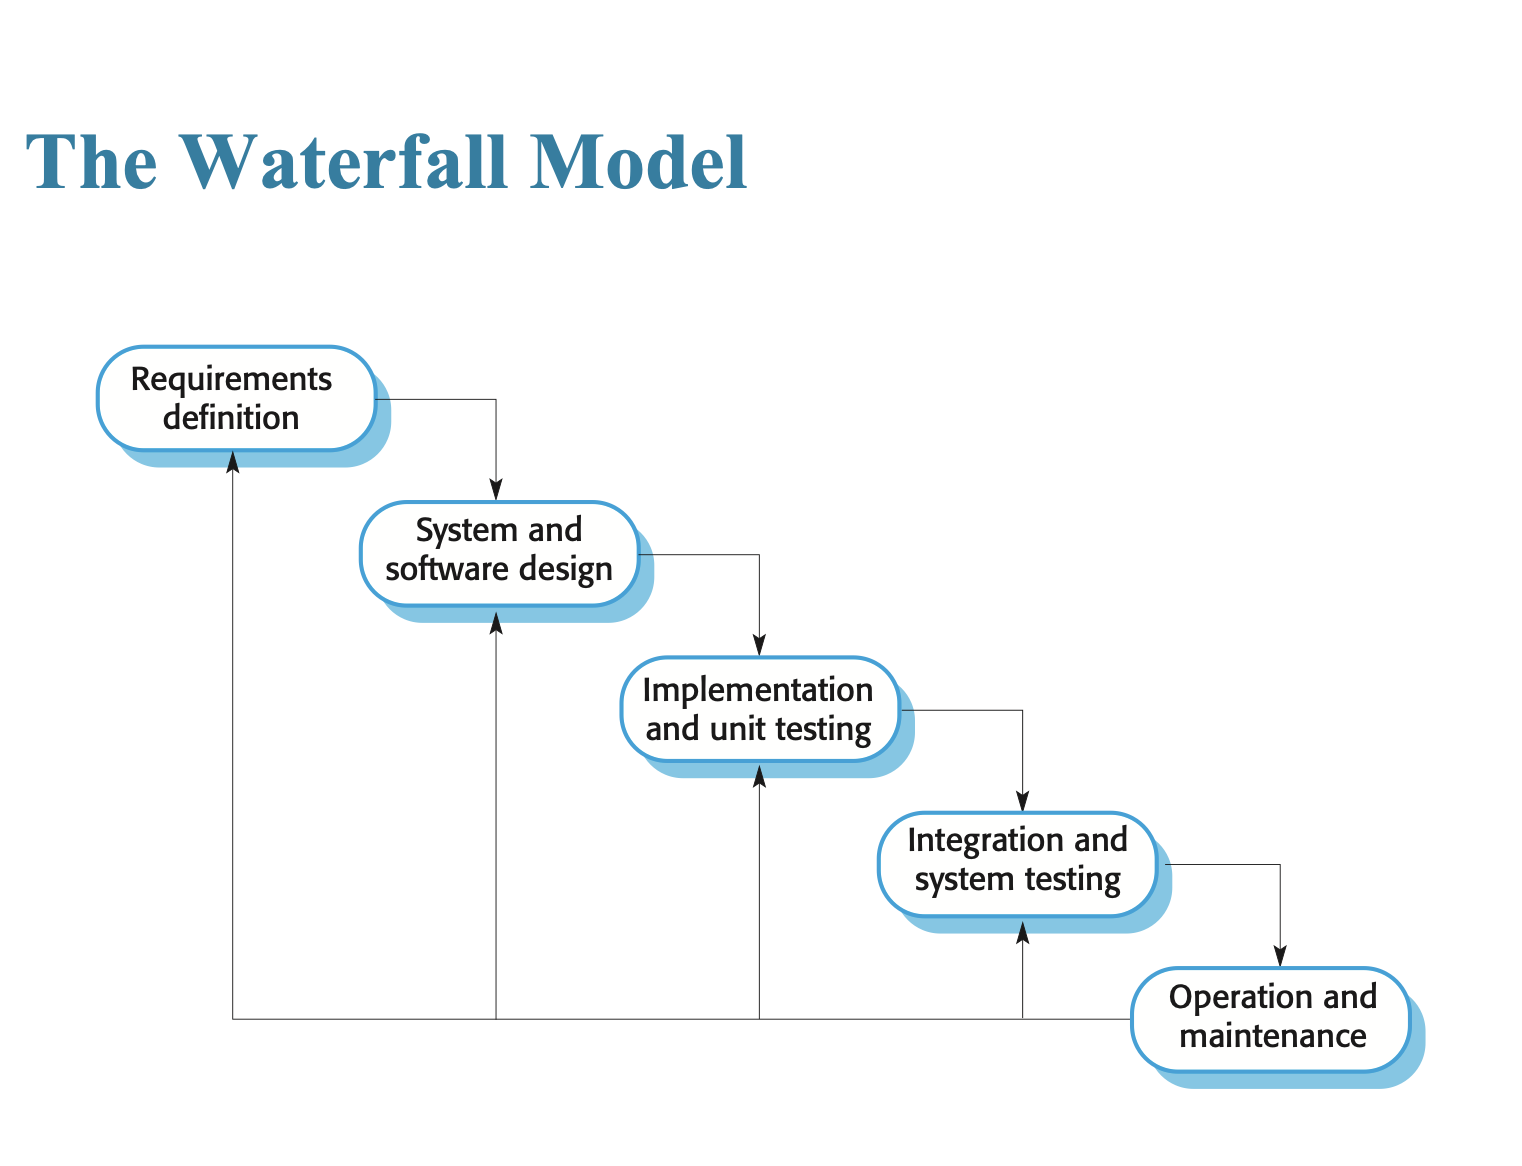 The Waterfall Model
Requirements
definition
System and
software design
Implementation
and unit testing
Integration and
system testing
Operation and
maintenance